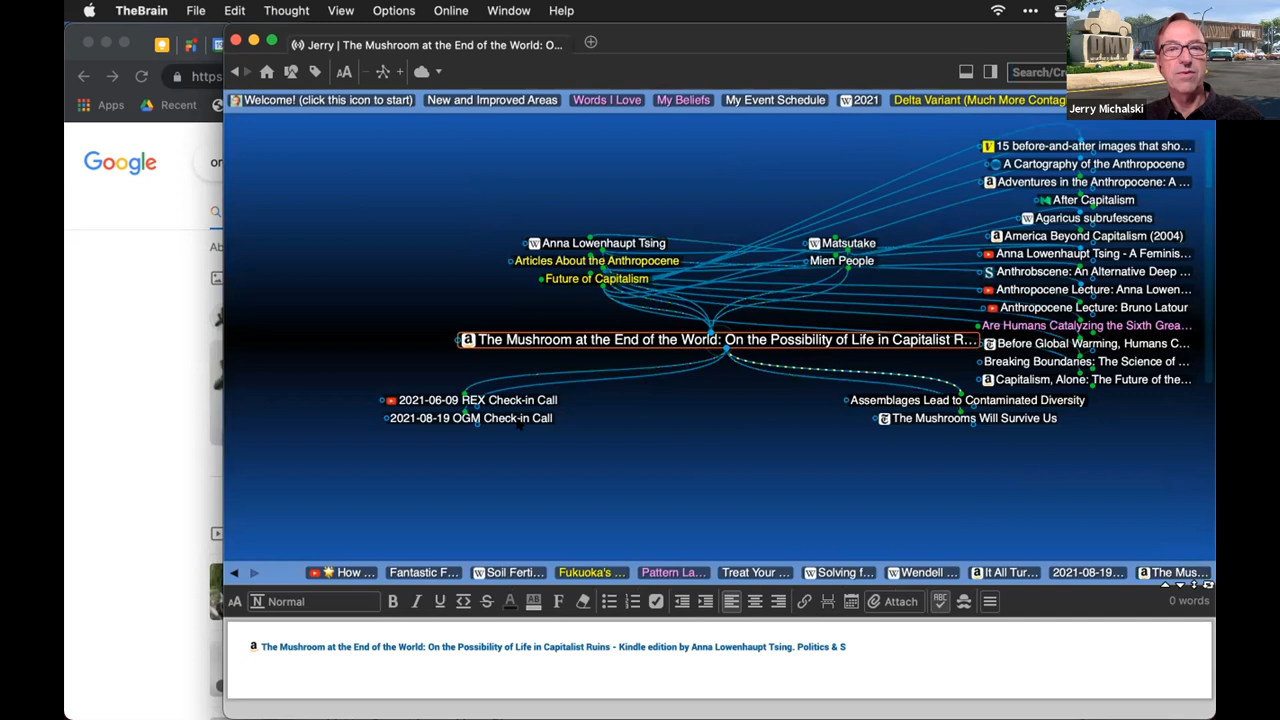 TheBrain File Edit Thought View Options Online Window Help
Jerry | The Mushroom at the End of the World: O...
https
Apps
Recent
Search/Cr
Welcome! (click this icon to start)
New and Improved Areas
Words I Love
My Beliefs
My Event Schedule
2021
Delta Variant (Much More Contag
DMV
DMV
Jerry Michalski
Google
or
15 before-and-after images that sho...
A Cartography of the Anthropocene
Adventures in the Anthropocene: A ...
After Capitalism
Agaricus subrufescens
America Beyond Capitalism (2004)
Anna Lowenhaupt Tsing - A Feminis...
Anthrobscene: An Alternative Deep ...
Anthropocene Lecture: Anna Lowen...
Anthropocene Lecture: Bruno Latour
Are Humans Catalyzing the Sixth Grea...
Before Global Warming, Humans C...
Breaking Boundaries: The Science of ...
Capitalism, Alone: The Future of the...
Anna Lowenhaupt Tsing
Articles About the Anthropocene
Future of Capitalism
Matsutake
Mien People
The Mushroom at the End of the World: On the Possibility of Life in Capitalist R...
2021-06-09 REX Check-in Call
2021-08-19 OGM Check-in Call
Assemblages Lead to Contaminated Diversity
The Mushrooms Will Survive Us
Ab
How ...
Fantastic F...
Soil Ferti...
Fukuoka's ...
Pattern La...
Treat Your ...
Solving f...
Wendell ...
It All Tur...
2021-08-19...
The Mus...
Normal
Attach
0 words
The Mushroom at the End of the World: On the Possibility of Life in Capitalist Ruins - Kindle edition by Anna Lowenhaupt Tsing. Politics & S